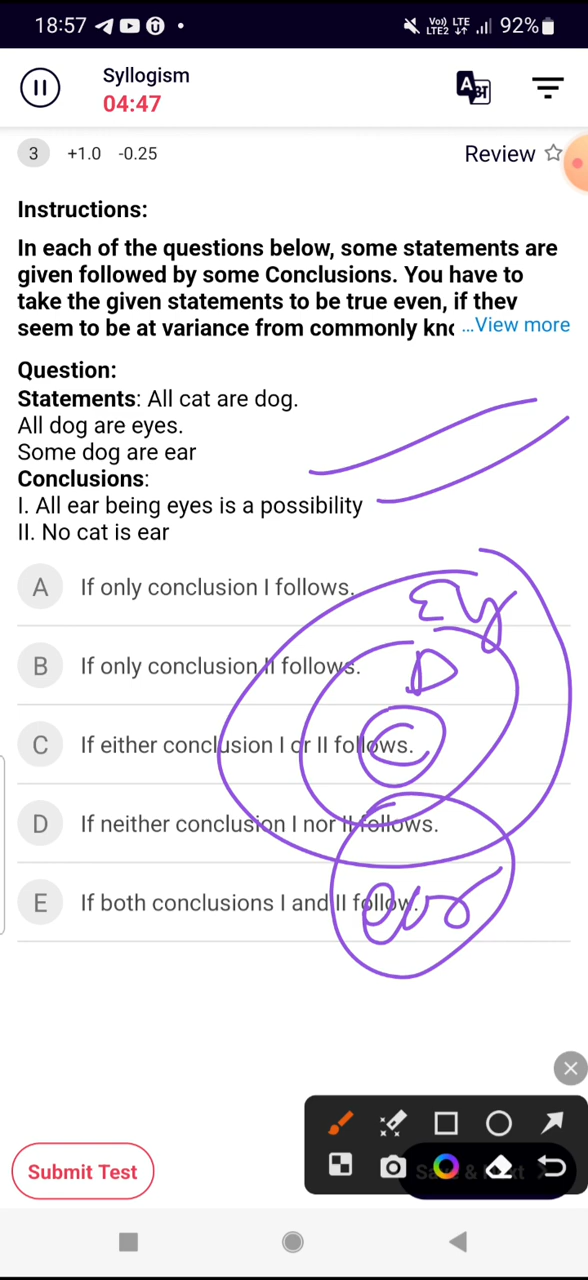 18:57
Vo)) LTE
LTE2
92%
Syllogism
04:47
3 +1.0 -0.25 Review
Instructions:
In each of the questions below, some statements are
given followed by some Conclusions. You have to
take the given statements to be true even, if they
seem to be at variance from commonly kno ...View more
Question:
Statements: All cat are dog.
All dog are eyes.
Some dog are ear
Conclusions:
I. All ear being eyes is a possibility
II. No cat is ear
A If only conclusion I follows.
Ey
B If only conclusion II follows.
D
C If either conclusion I or II follows.
C
D If neither conclusion I nor II follows.
E If both conclusions I and II follow.
ear
Submit Test